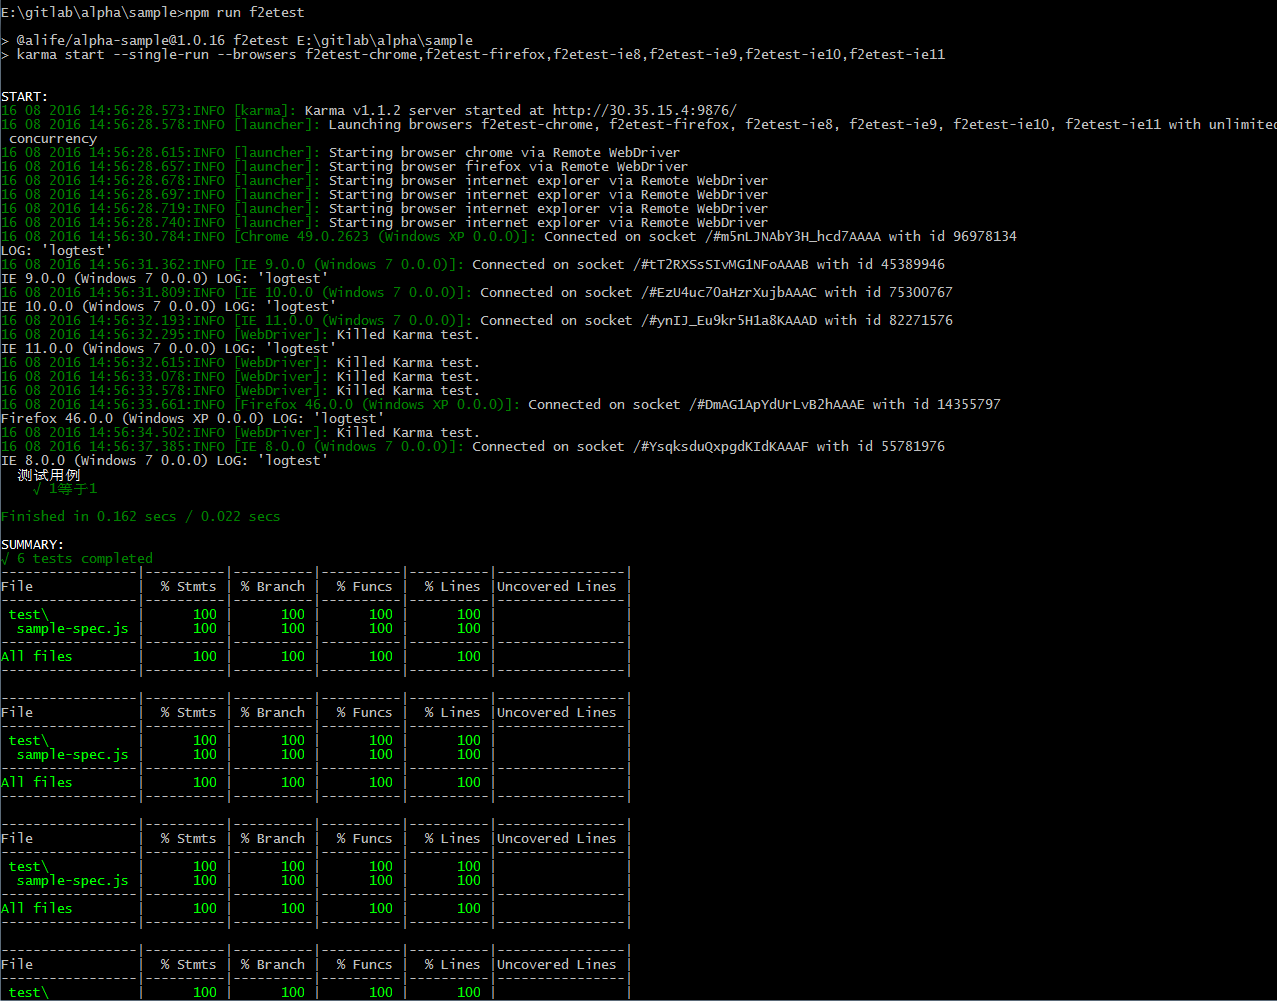 E:\gitlab\alpha\sample>npm run f2etest
> @alife/alpha-sample@1.0.16 f2etest E:\gitlab\alpha\sample
> karma start --single-run --browsers f2etest-chrome,f2etest-firefox,f2etest-ie8,f2etest-ie9,f2etest-ie10,f2etest-ie11
START:
16 08 2016 14:56:28.573:INFO [karma]: Karma v1.1.2 server started at http://30.35.15.4:9876/
16 08 2016 14:56:28.578:INFO [launcher]: Launching browsers f2etest-chrome, f2etest-firefox, f2etest-ie8, f2etest-ie9, f2etest-ie10, f2etest-ie11 with unlimited
concurrency
16 08 2016 14:56:28.615:INFO [launcher]: Starting browser chrome via Remote WebDriver
16 08 2016 14:56:28.657:INFO [launcher]: Starting browser firefox via Remote WebDriver
16 08 2016 14:56:28.678:INFO [launcher]: Starting browser internet explorer via Remote WebDriver
16 08 2016 14:56:28.697:INFO [launcher]: Starting browser internet explorer via Remote WebDriver
16 08 2016 14:56:28.719:INFO [launcher]: Starting browser internet explorer via Remote WebDriver
16 08 2016 14:56:28.740:INFO [launcher]: Starting browser internet explorer via Remote WebDriver
16 08 2016 14:56:30.784:INFO [Chrome 49.0.2623 (Windows XP 0.0.0)]: Connected on socket /#m5nLJNAbY3H_hcd7AAAA with id 96978134
LOG: 'logtest'
16 08 2016 14:56:31.362:INFO [IE 9.0.0 (Windows 7 0.0.0)]: Connected on socket /#tT2RXSsSIvMG1NFoAAAB with id 45389946
IE 9.0.0 (Windows 7 0.0.0) LOG: 'logtest'
16 08 2016 14:56:31.809:INFO [IE 10.0.0 (Windows 7 0.0.0)]: Connected on socket /#EzU4uc7OaHzrXujbAAAC with id 75300767
IE 10.0.0 (Windows 7 0.0.0) LOG: 'logtest'
16 08 2016 14:56:32.193:INFO [IE 11.0.0 (Windows 7 0.0.0)]: Connected on socket /#ynIJ_Eu9kr5H1a8KAAAD with id 82271576
16 08 2016 14:56:32.295:INFO [WebDriver]: Killed Karma test.
IE 11.0.0 (Windows 7 0.0.0) LOG: 'logtest'
16 08 2016 14:56:32.615:INFO [WebDriver]: Killed Karma test.
16 08 2016 14:56:33.078:INFO [WebDriver]: Killed Karma test.
16 08 2016 14:56:33.578:INFO [WebDriver]: Killed Karma test.
16 08 2016 14:56:33.661:INFO [Firefox 46.0.0 (Windows XP 0.0.0)]: Connected on socket /#DmAG1ApYdUrLvB2hAAAE with id 14355797
Firefox 46.0.0 (Windows XP 0.0.0) LOG: 'logtest'
16 08 2016 14:56:34.502:INFO [WebDriver]: Killed Karma test.
16 08 2016 14:56:37.385:INFO [IE 8.0.0 (Windows 7 0.0.0)]: Connected on socket /#YsqksduQxpgdKIdKAAAF with id 55781976
IE 8.0.0 (Windows 7 0.0.0) LOG: 'logtest'
测试用例
√ 1等于1
Finished in 0.162 secs / 0.022 secs
SUMMARY:
√ 6 tests completed
-----------------|----------|----------|----------|----------|----------------|
File | % Stmts | % Branch | % Funcs | % Lines |Uncovered Lines |
-----------------|----------|----------|----------|----------|----------------|
test\ | 100 | 100 | 100 | 100 | |
sample-spec.js | 100 | 100 | 100 | 100 | |
-----------------|----------|----------|----------|----------|----------------|
All files | 100 | 100 | 100 | 100 | |
-----------------|----------|----------|----------|----------|----------------|
-----------------|----------|----------|----------|----------|----------------|
File | % Stmts | % Branch | % Funcs | % Lines |Uncovered Lines |
-----------------|----------|----------|----------|----------|----------------|
test\ | 100 | 100 | 100 | 100 | |
sample-spec.js | 100 | 100 | 100 | 100 | |
-----------------|----------|----------|----------|----------|----------------|
All files | 100 | 100 | 100 | 100 | |
-----------------|----------|----------|----------|----------|----------------|
-----------------|----------|----------|----------|----------|----------------|
File | % Stmts | % Branch | % Funcs | % Lines |Uncovered Lines |
-----------------|----------|----------|----------|----------|----------------|
test\ | 100 | 100 | 100 | 100 | |
sample-spec.js | 100 | 100 | 100 | 100 | |
-----------------|----------|----------|----------|----------|----------------|
All files | 100 | 100 | 100 | 100 | |
-----------------|----------|----------|----------|----------|----------------|
-----------------|----------|----------|----------|----------|----------------|
File | % Stmts | % Branch | % Funcs | % Lines |Uncovered Lines |
-----------------|----------|----------|----------|----------|----------------|
test\ | 100 | 100 | 100 | 100 | |